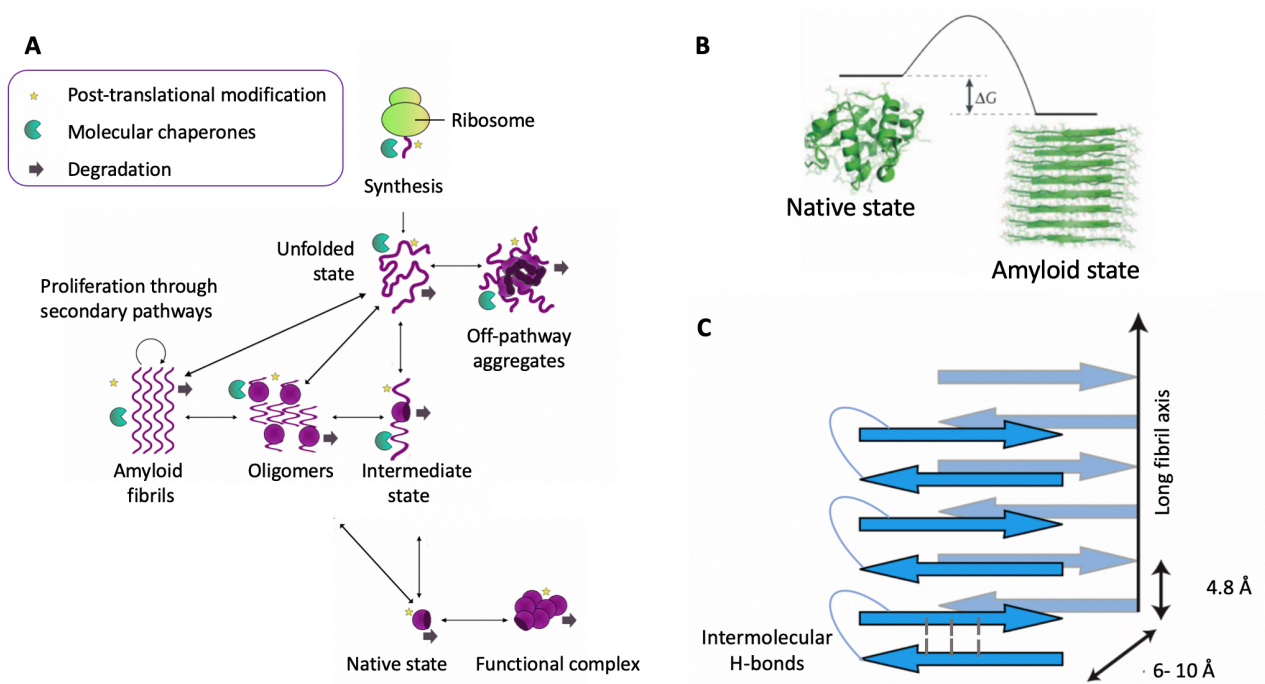 A
Post-translational modification
Molecular chaperones
Degradation
Ribosome
Synthesis
Unfolded
state
Proliferation through
secondary pathways
Off-pathway
aggregates
Amyloid
fibrils
Oligomers
Intermediate
state
Native state
Functional complex
B
ΔG
Native state
Amyloid state
C
Long fibril axis
4.8 Å
Intermolecular
H-bonds
6- 10 Å